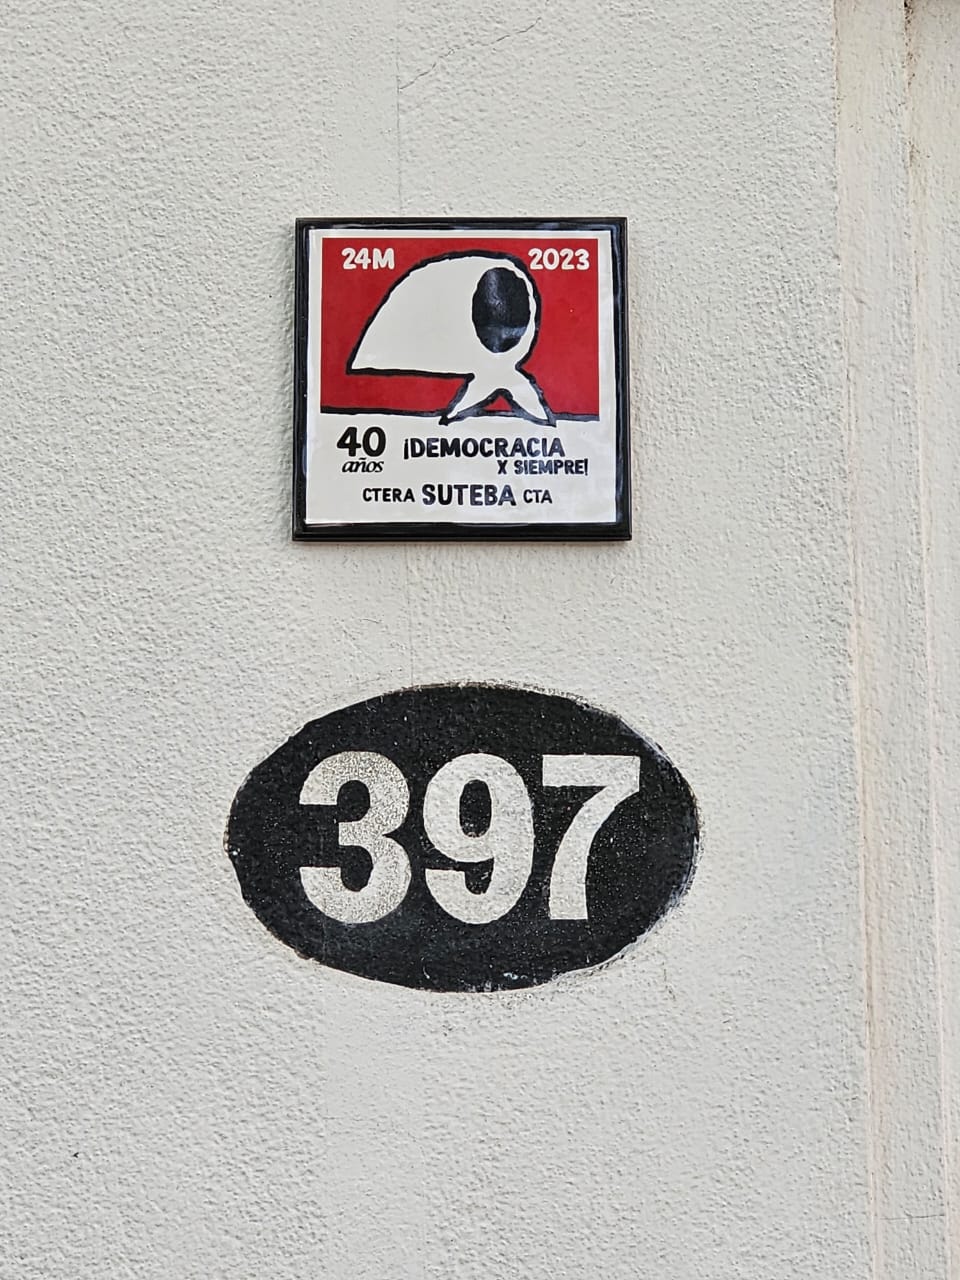 24M 2023
40 años ¡DEMOCRACIA
X SIEMPRE!
CTERA SUTEBA CTA
397